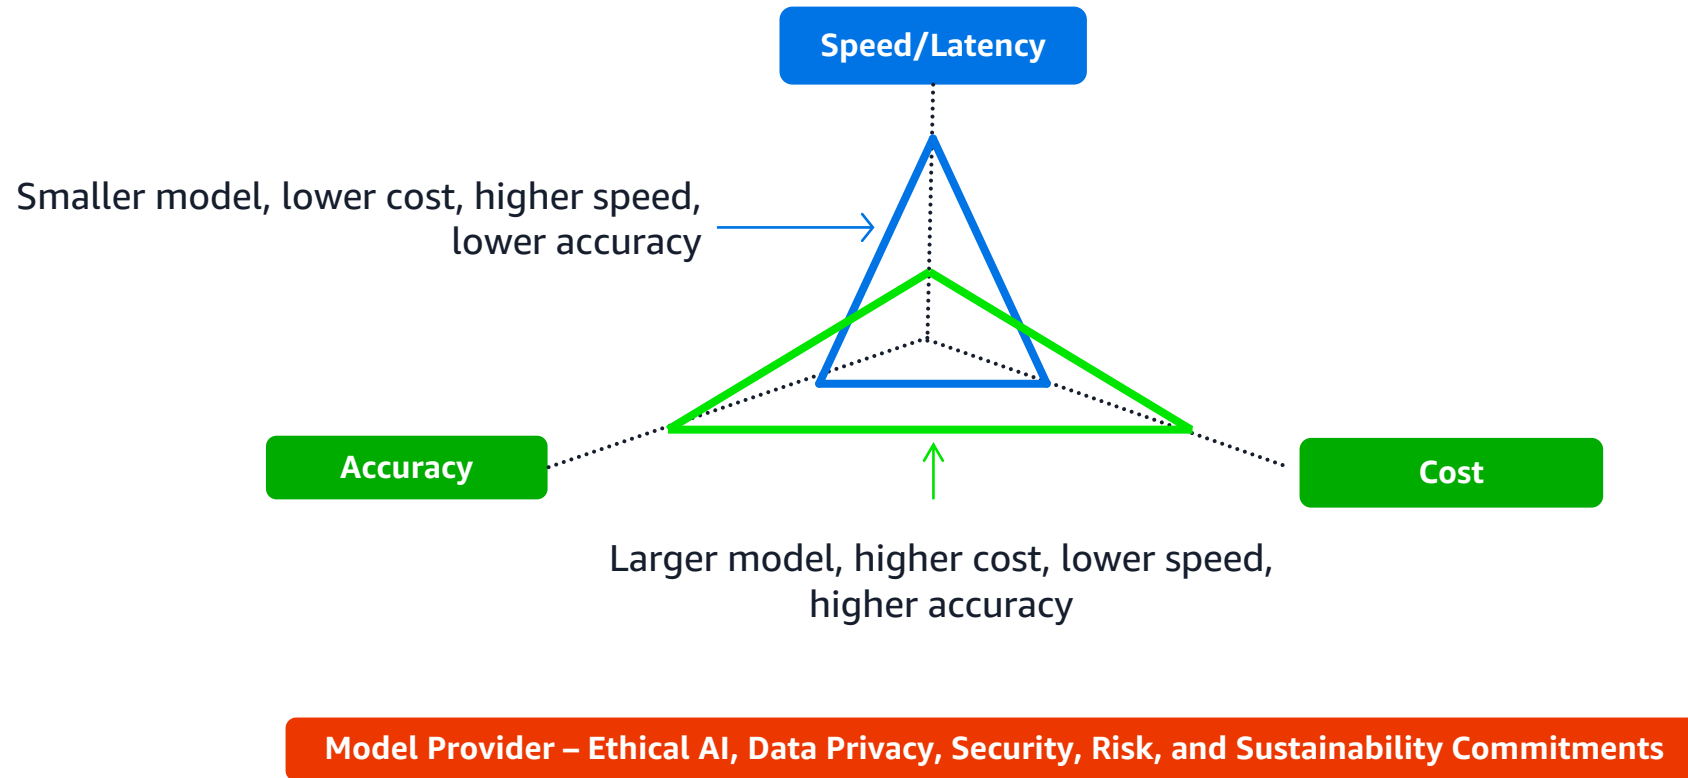 Speed/Latency
Smaller model, lower cost, higher speed,
lower accuracy
Accuracy
Cost
Larger model, higher cost, lower speed,
higher accuracy
Model Provider – Ethical AI, Data Privacy, Security, Risk, and Sustainability Commitments